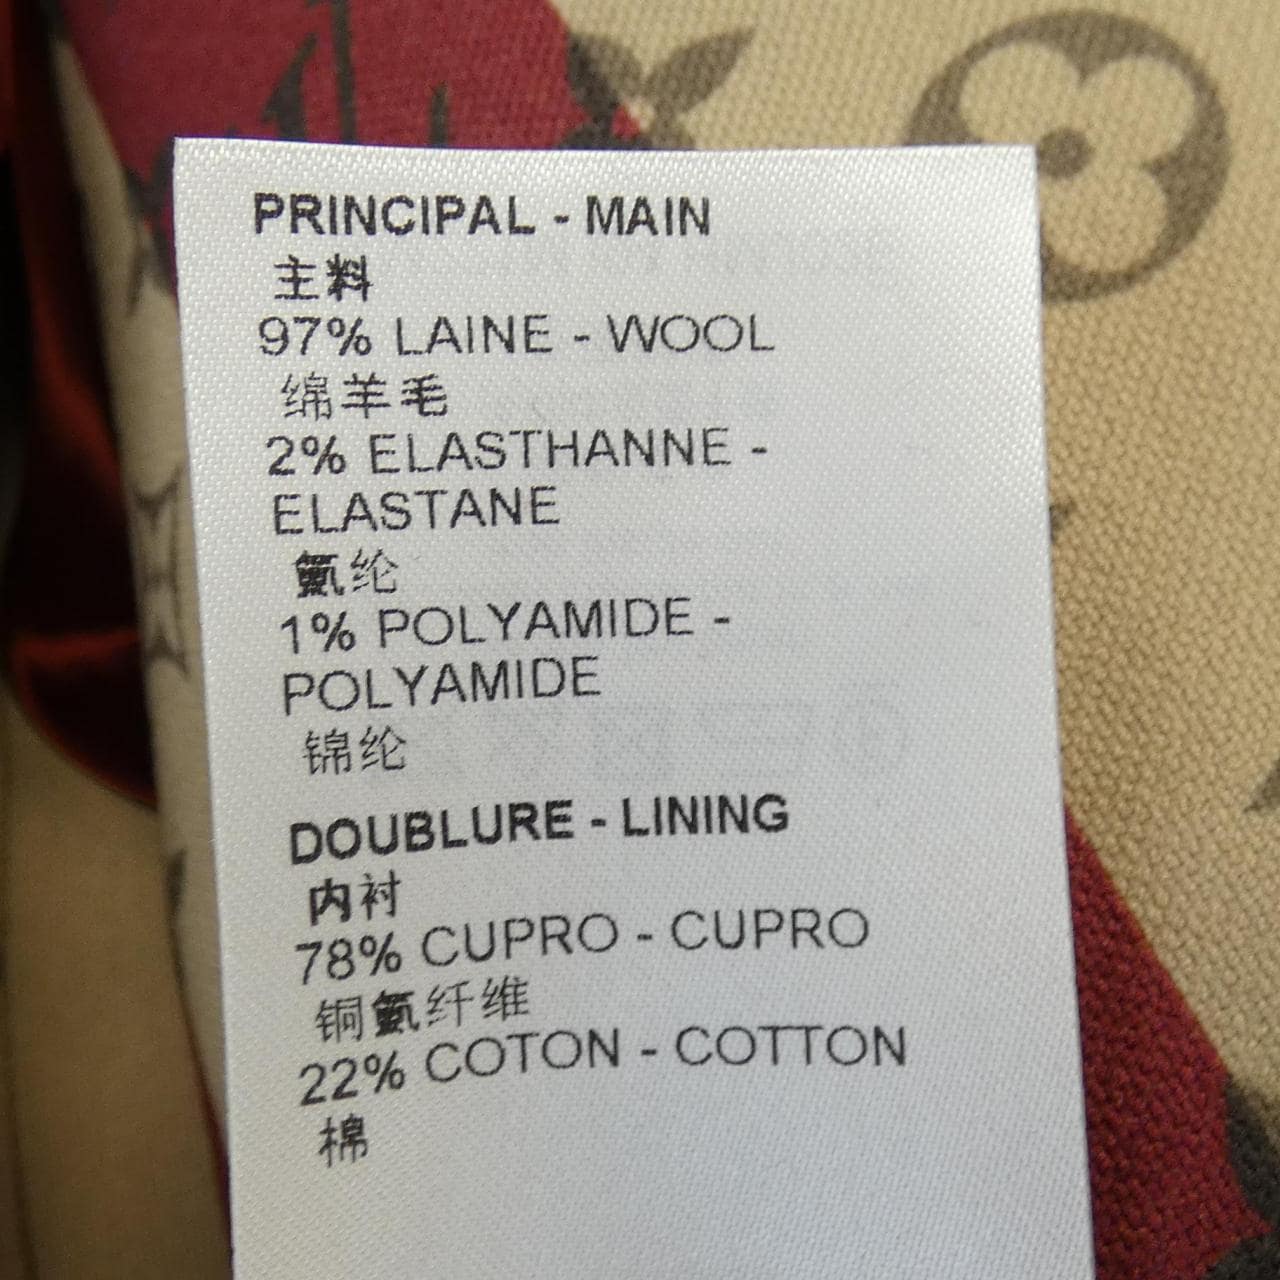 PRINCIPAL - MAIN
主料
97% LAINE - WOOL
绵羊毛
2% ELASTHANNE -
ELASTANE
氨纶
1% POLYAMIDE -
POLYAMIDE
锦纶
DOUBLURE - LINING
内衬
78% CUPRO - CUPRO
铜氨纤维
22% COTON - COTTON
棉